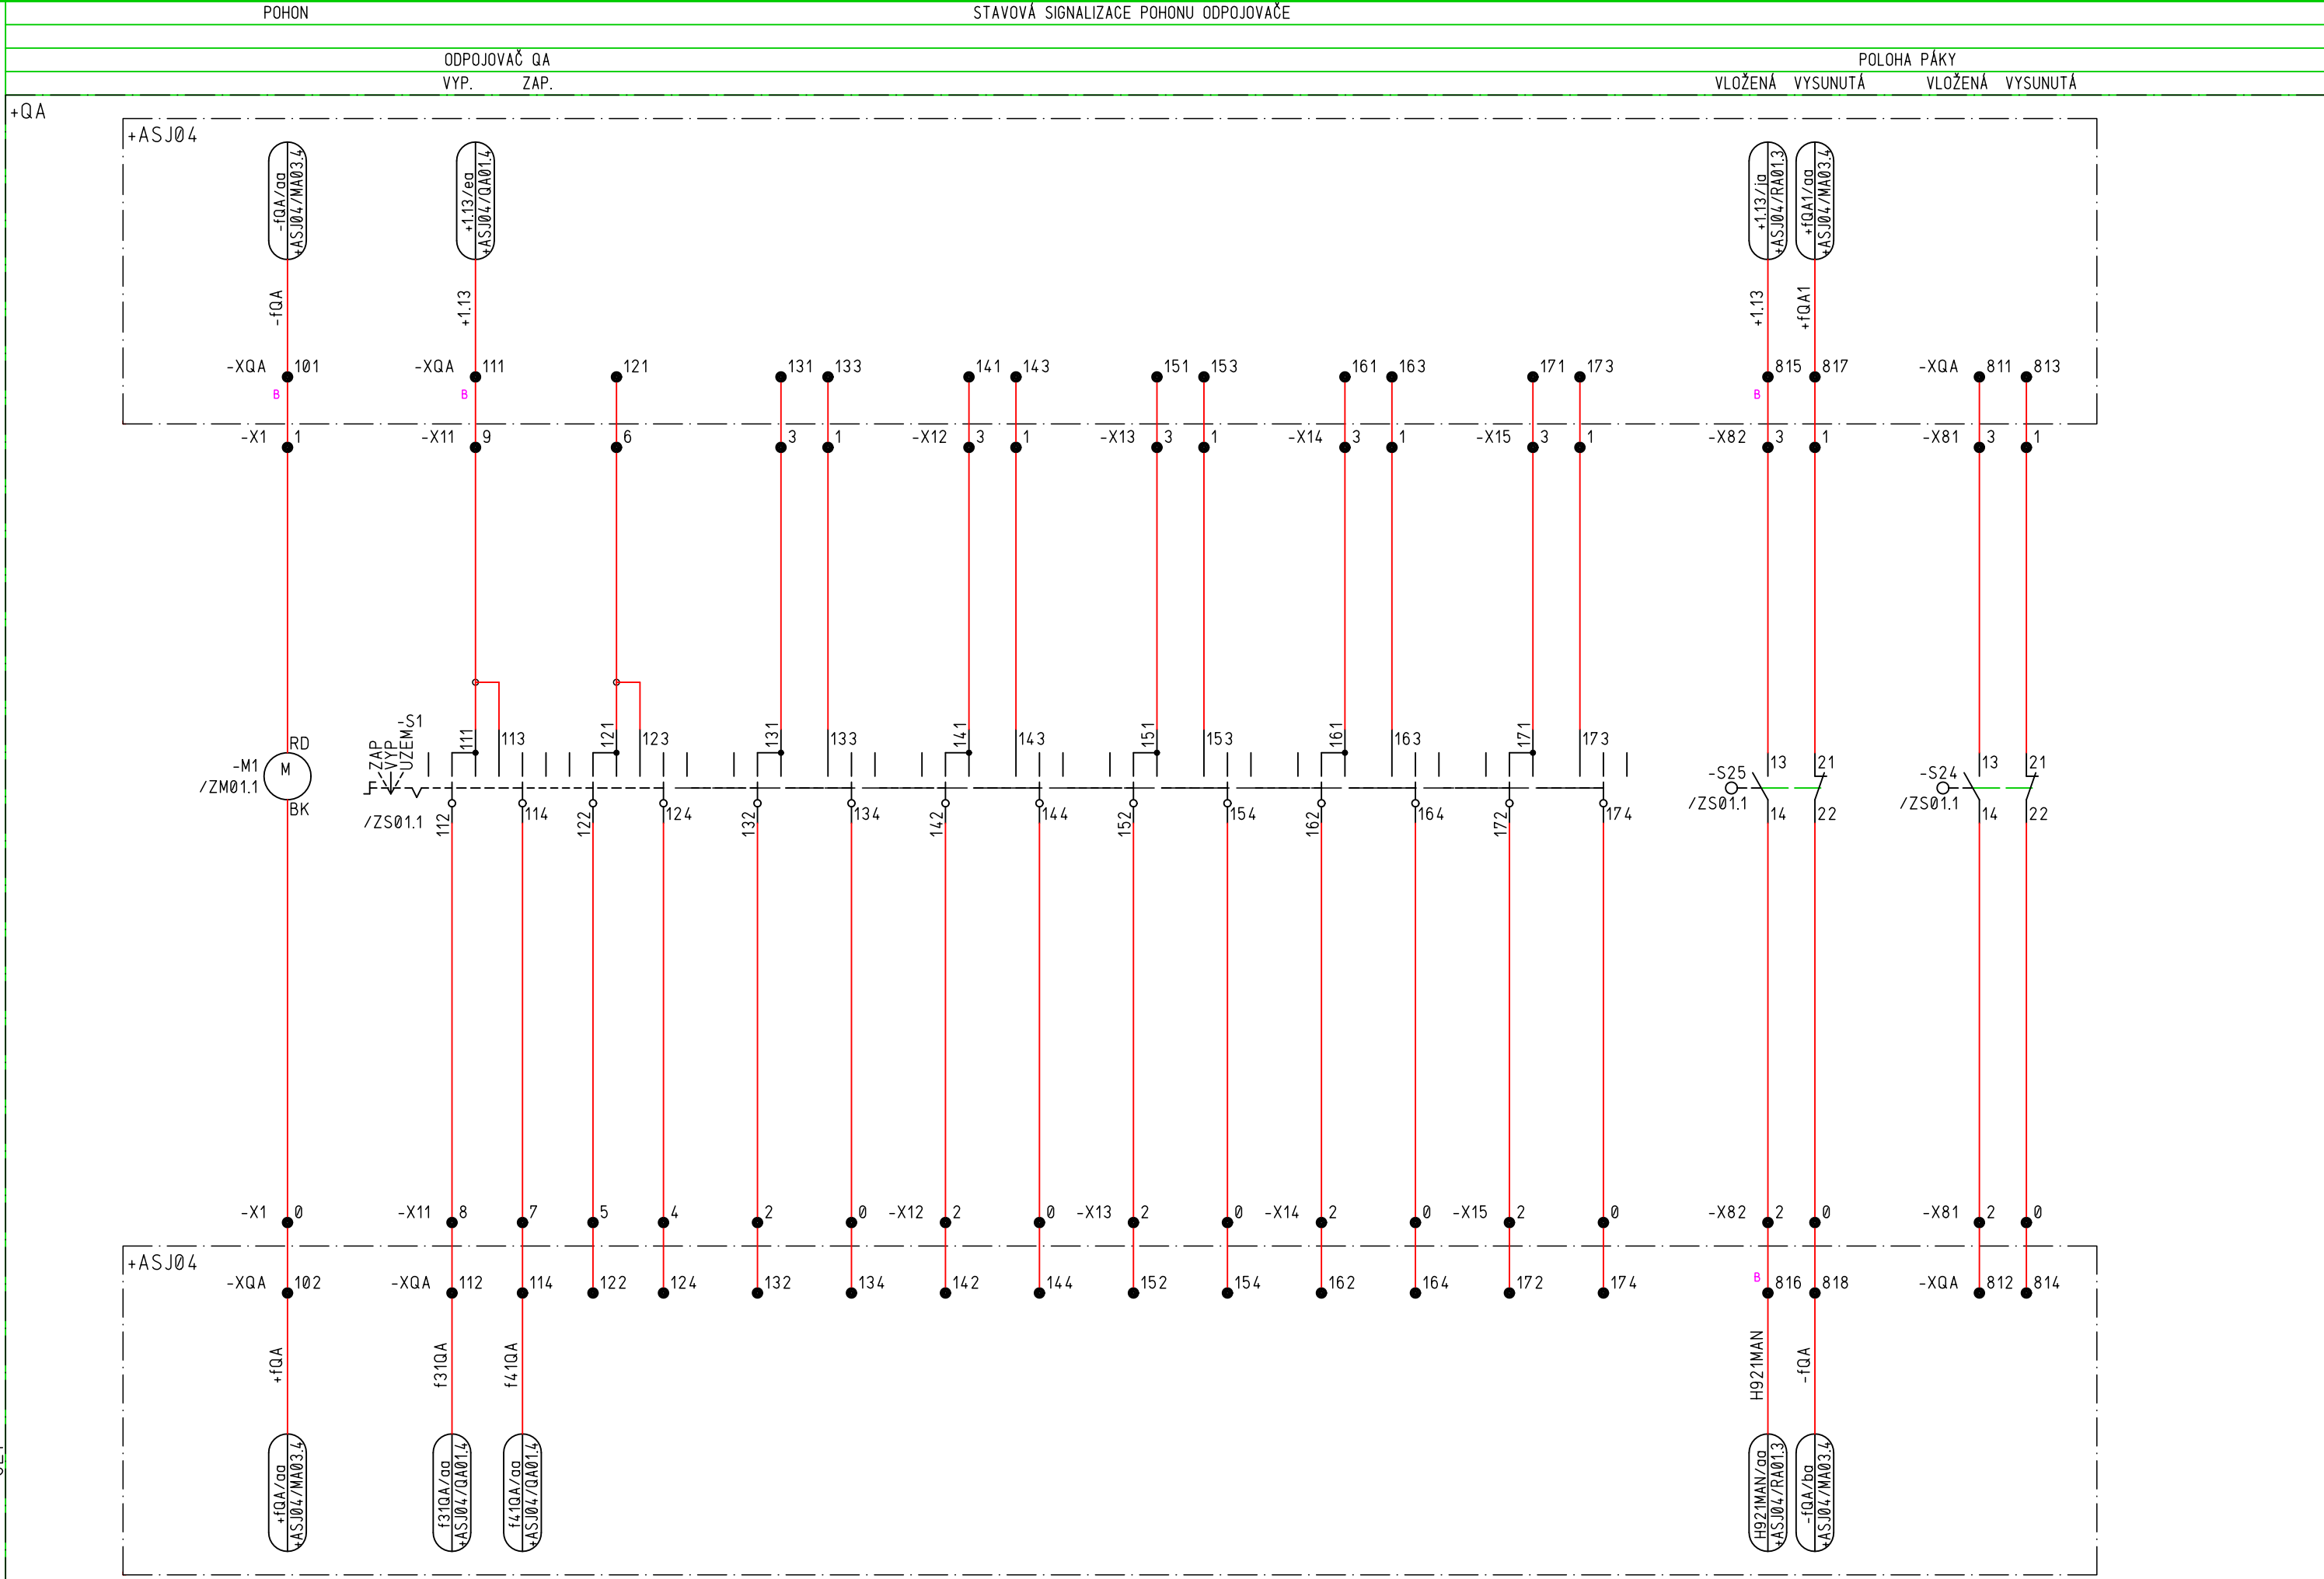 POHON STAVOVÁ SIGNALIZACE POHONU ODPOJOVAČE
ODPOJOVAČ QA POLOHA PÁKY
VYP. ZAP. VLOŽENÁ VYSUNUTÁ VLOŽENÁ VYSUNUTÁ
+QA
+ASJ04
-fQA/aa
+ASJ04/MA03.4
+1.13/ea
+ASJ04/QA01.4
+1.13/ia
+ASJ04/RA01.3
+fQA1/aa
+ASJ04/MA03.4
-fQA +1.13 +1.13 +fQA1
-XQA 101 -XQA 111 121 131 133 141 143 151 153 161 163 171 173 815 817 -XQA 811 813
B B B
-X1 1 -X11 9 6 3 1 -X12 3 1 -X13 3 1 -X14 3 1 -X15 3 1 -X82 3 1 -X81 3 1
-S1
ZAP
VYP
UZEM
111 113 121 123 131 133 141 143 151 153 161 163 171 173
RD
-M1 M
/ZM01.1
BK
/ZS01.1
112 114 122 124 132 134 142 144 152 154 162 164 172 174
13 21 13 21
-S25 -S24
/ZS01.1 /ZS01.1
14 22 14 22
-X1 0 -X11 8 7 5 4 2 0 -X12 2 0 -X13 2 0 -X14 2 0 -X15 2 0 -X82 2 0 -X81 2 0
+ASJ04
B
-XQA 102 -XQA 112 114 122 124 132 134 142 144 152 154 162 164 172 174 816 818 -XQA 812 814
+fQA f31QA f41QA H921MAN -fQA
+fQA/aa
+ASJ04/MA03.4
f31QA/aa
+ASJ04/QA01.4
f41QA/aa
+ASJ04/QA01.4
H921MAN/aa
+ASJ04/RA01.3
-fQA/ba
+ASJ04/MA03.4